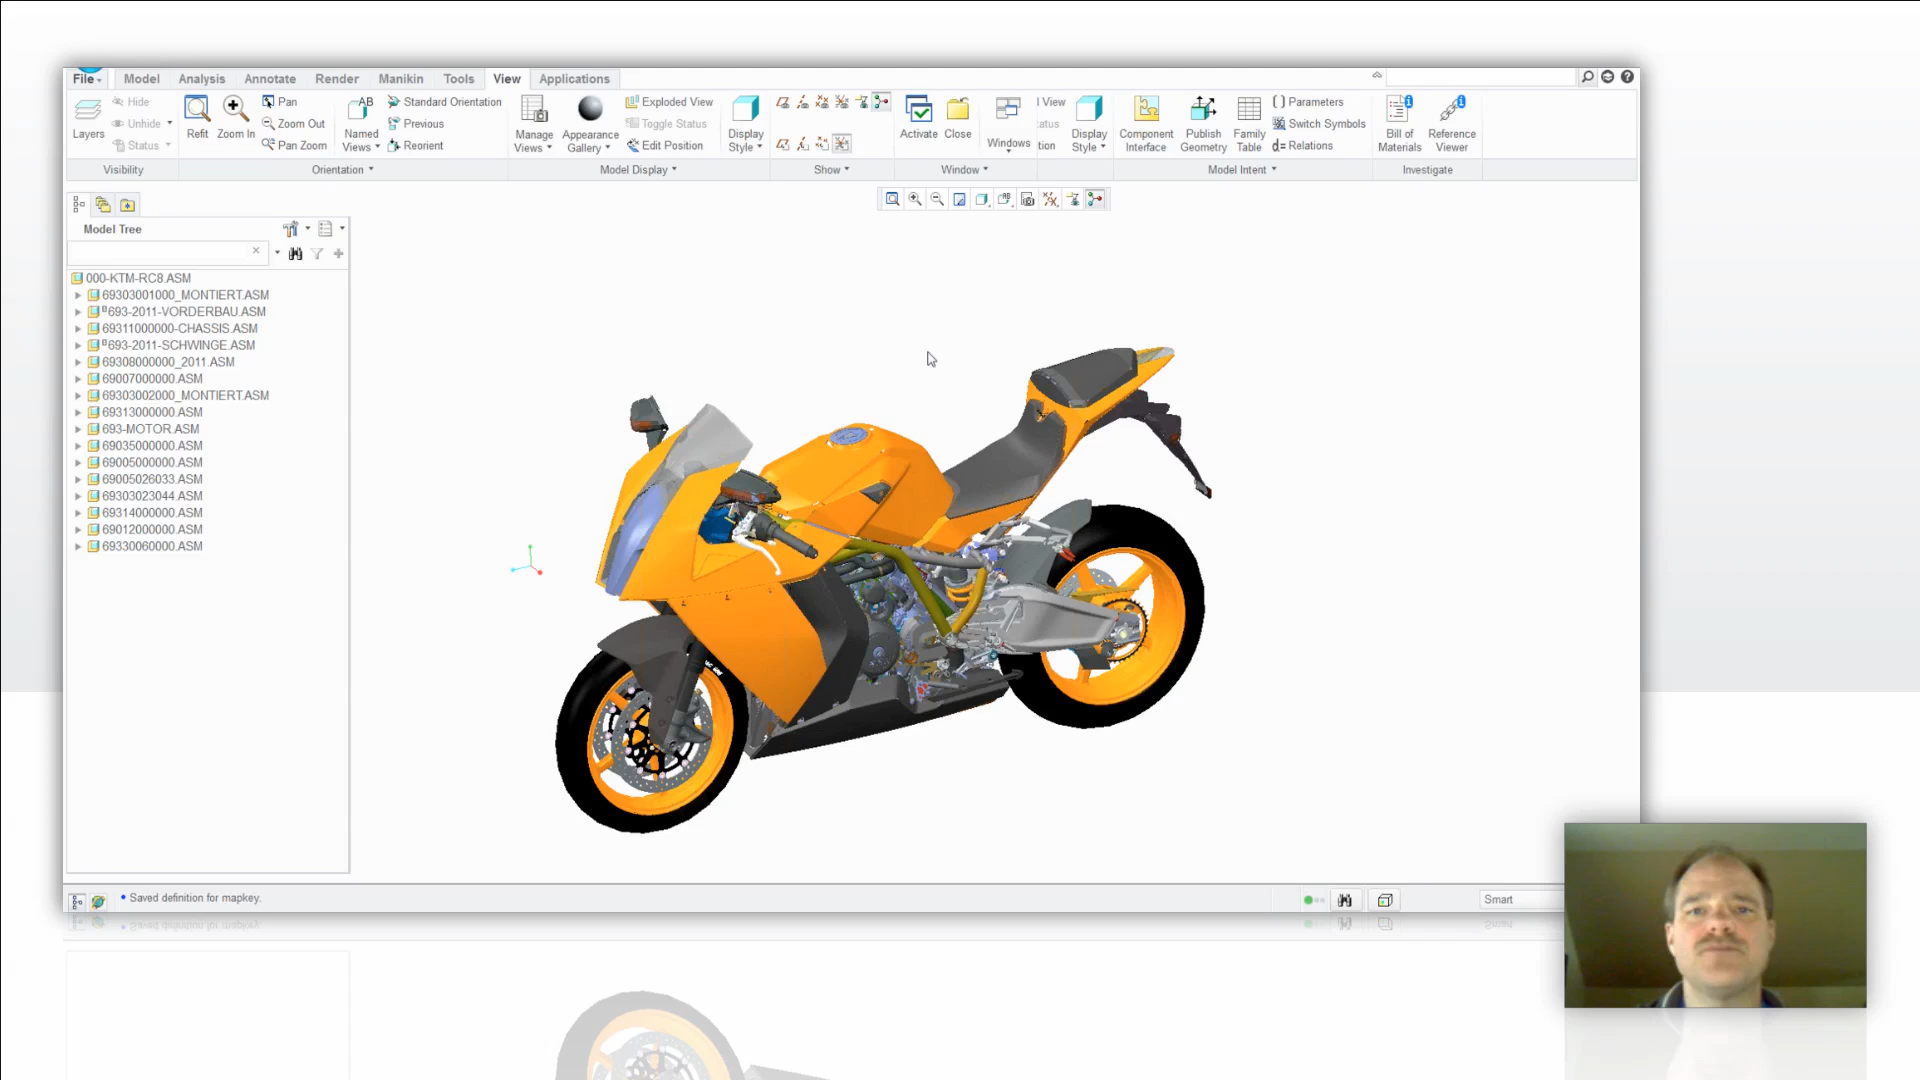 File
Model
Analysis
Annotate
Render
Manikin
Tools
View
Applications
Layers
Hide
Unhide
Status
Refit
Zoom In
Pan
Zoom Out
Pan Zoom
Named Views
Standard Orientation
Previous
Reorient
Manage Views
Appearance Gallery
Exploded View
Toggle Status
Edit Position
Display Style
Activate
Close
Windows
l View
atus
tion
Display Style
Component Interface
Publish Geometry
Family Table
Parameters
Switch Symbols
d= Relations
Bill of Materials
Reference Viewer
Visibility
Orientation
Model Display
Show
Window
Model Intent
Investigate
Model Tree
000-KTM-RC8.ASM
69303001000_MONTIERT.ASM
693-2011-VORDERBAU.ASM
69311000000-CHASSIS.ASM
693-2011-SCHWINGE.ASM
69308000000_2011.ASM
69007000000.ASM
69303002000_MONTIERT.ASM
69313000000.ASM
693-MOTOR.ASM
69035000000.ASM
69005000000.ASM
69005026033.ASM
69303023044.ASM
69314000000.ASM
69012000000.ASM
69330060000.ASM
• Saved definition for mapkey.
Smart